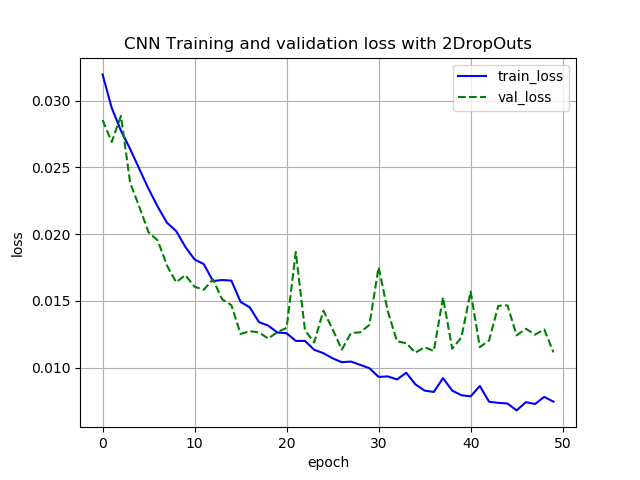 CNN Training and validation loss with 2DropOuts
train_loss
val_loss
0.030
0.025
0.020
0.015
0.010
loss
0 10 20 30 40 50
epoch